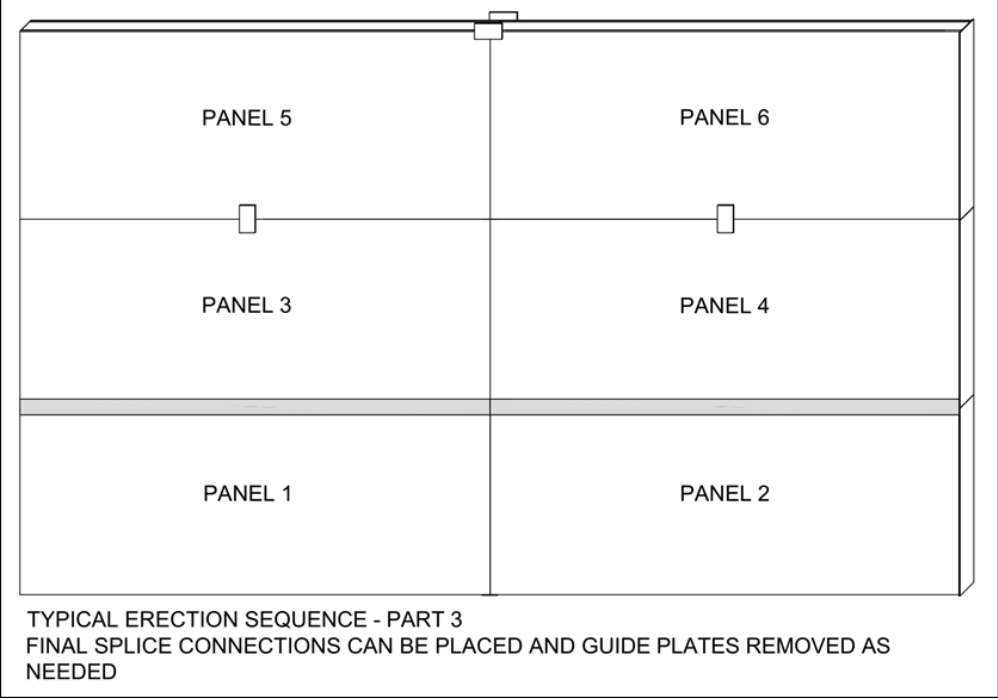 PANEL 5
PANEL 6
PANEL 3
PANEL 4
PANEL 1
PANEL 2
TYPICAL ERECTION SEQUENCE - PART 3
FINAL SPLICE CONNECTIONS CAN BE PLACED AND GUIDE PLATES REMOVED AS
NEEDED